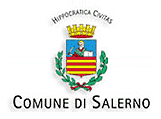 HIPPOCRATICA CIVITAS
COMUNE DI SALERNO